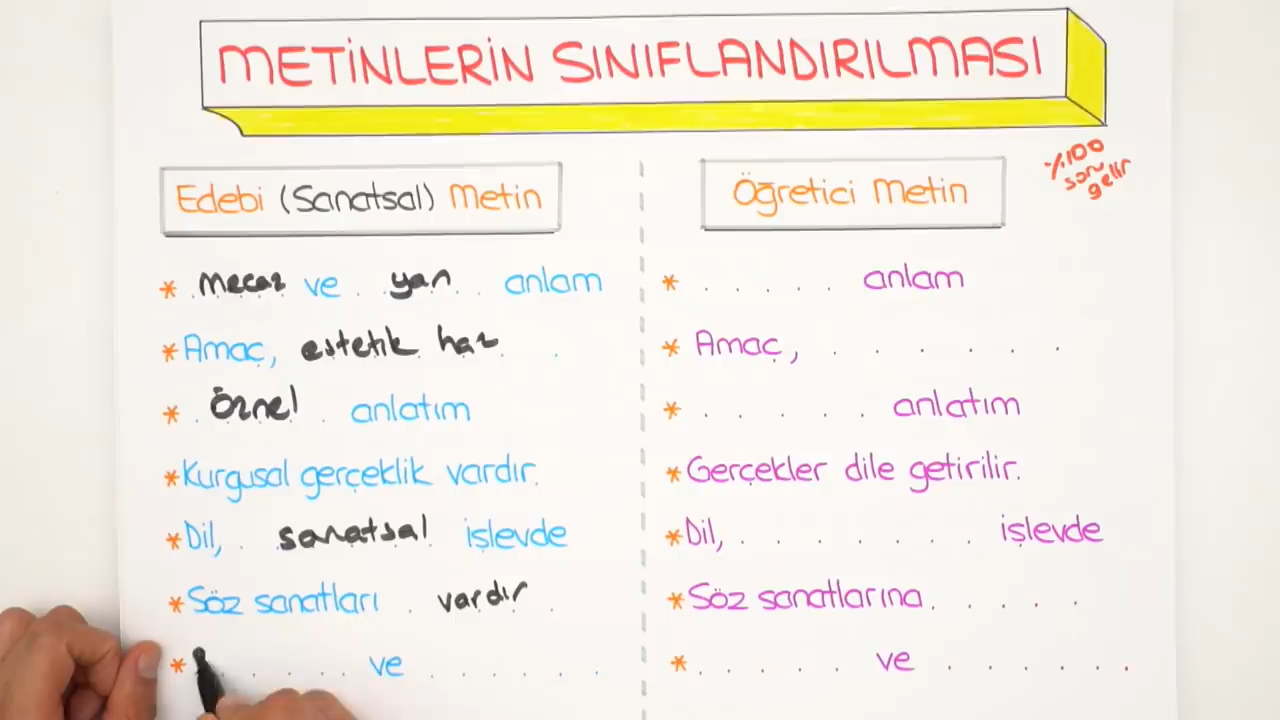 METİNLERİN SINIFLANDIRILMASI
%100
soru
gelir
Edebi (Sanatsal) Metin
* mecaz ve yan anlam
* Amaç, estetik haz
* Öznel anlatım
* Kurgusal gerçeklik vardır.
* Dil, sanatsal işlevde
* Söz sanatları vardır
* ..... ve ......
Öğretici Metin
* ..... anlam
* Amaç, ......
* ..... anlatım
* Gerçekler dile getirilir.
* Dil, ....... işlevde
* Söz sanatlarına .....
* ..... ve ......